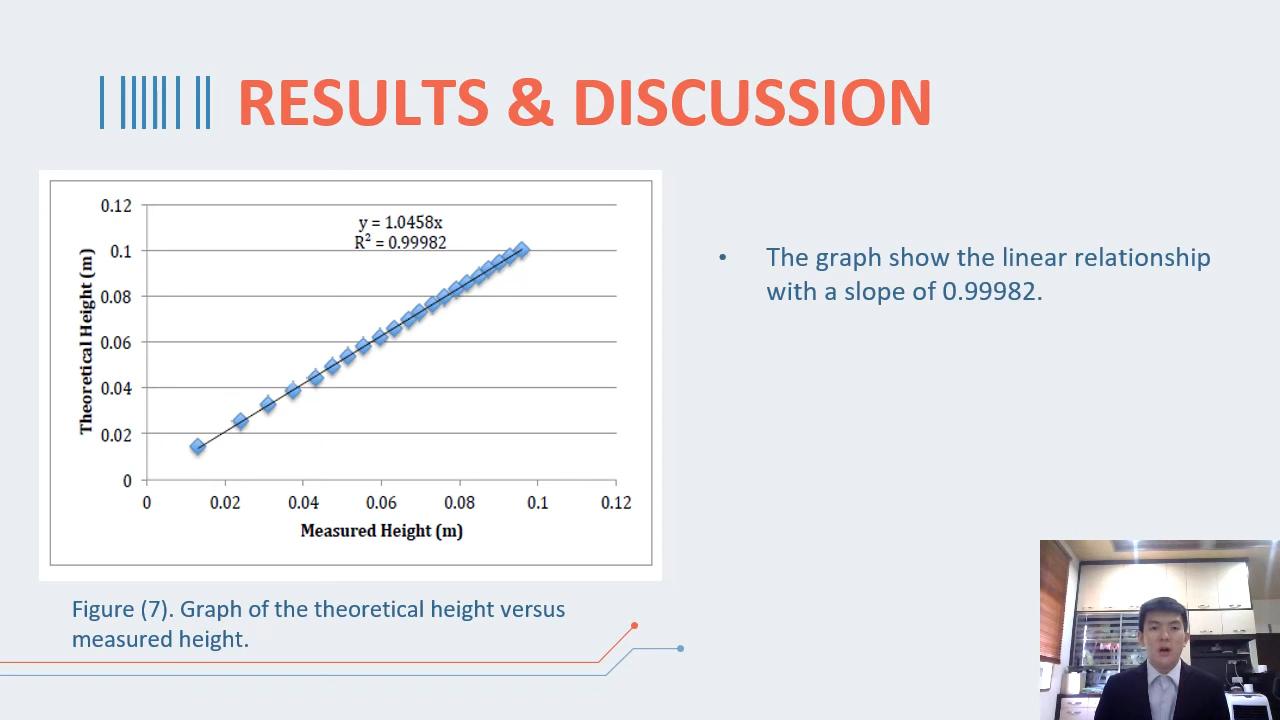 RESULTS & DISCUSSION
0.12
0.1
0.08
0.06
0.04
0.02
0
Theoretical Height (m)
y = 1.0458x
R² = 0.99982
0
0.02
0.04
0.06
0.08
0.1
0.12
Measured Height (m)
• The graph show the linear relationship
with a slope of 0.99982.
Figure (7). Graph of the theoretical height versus
measured height.